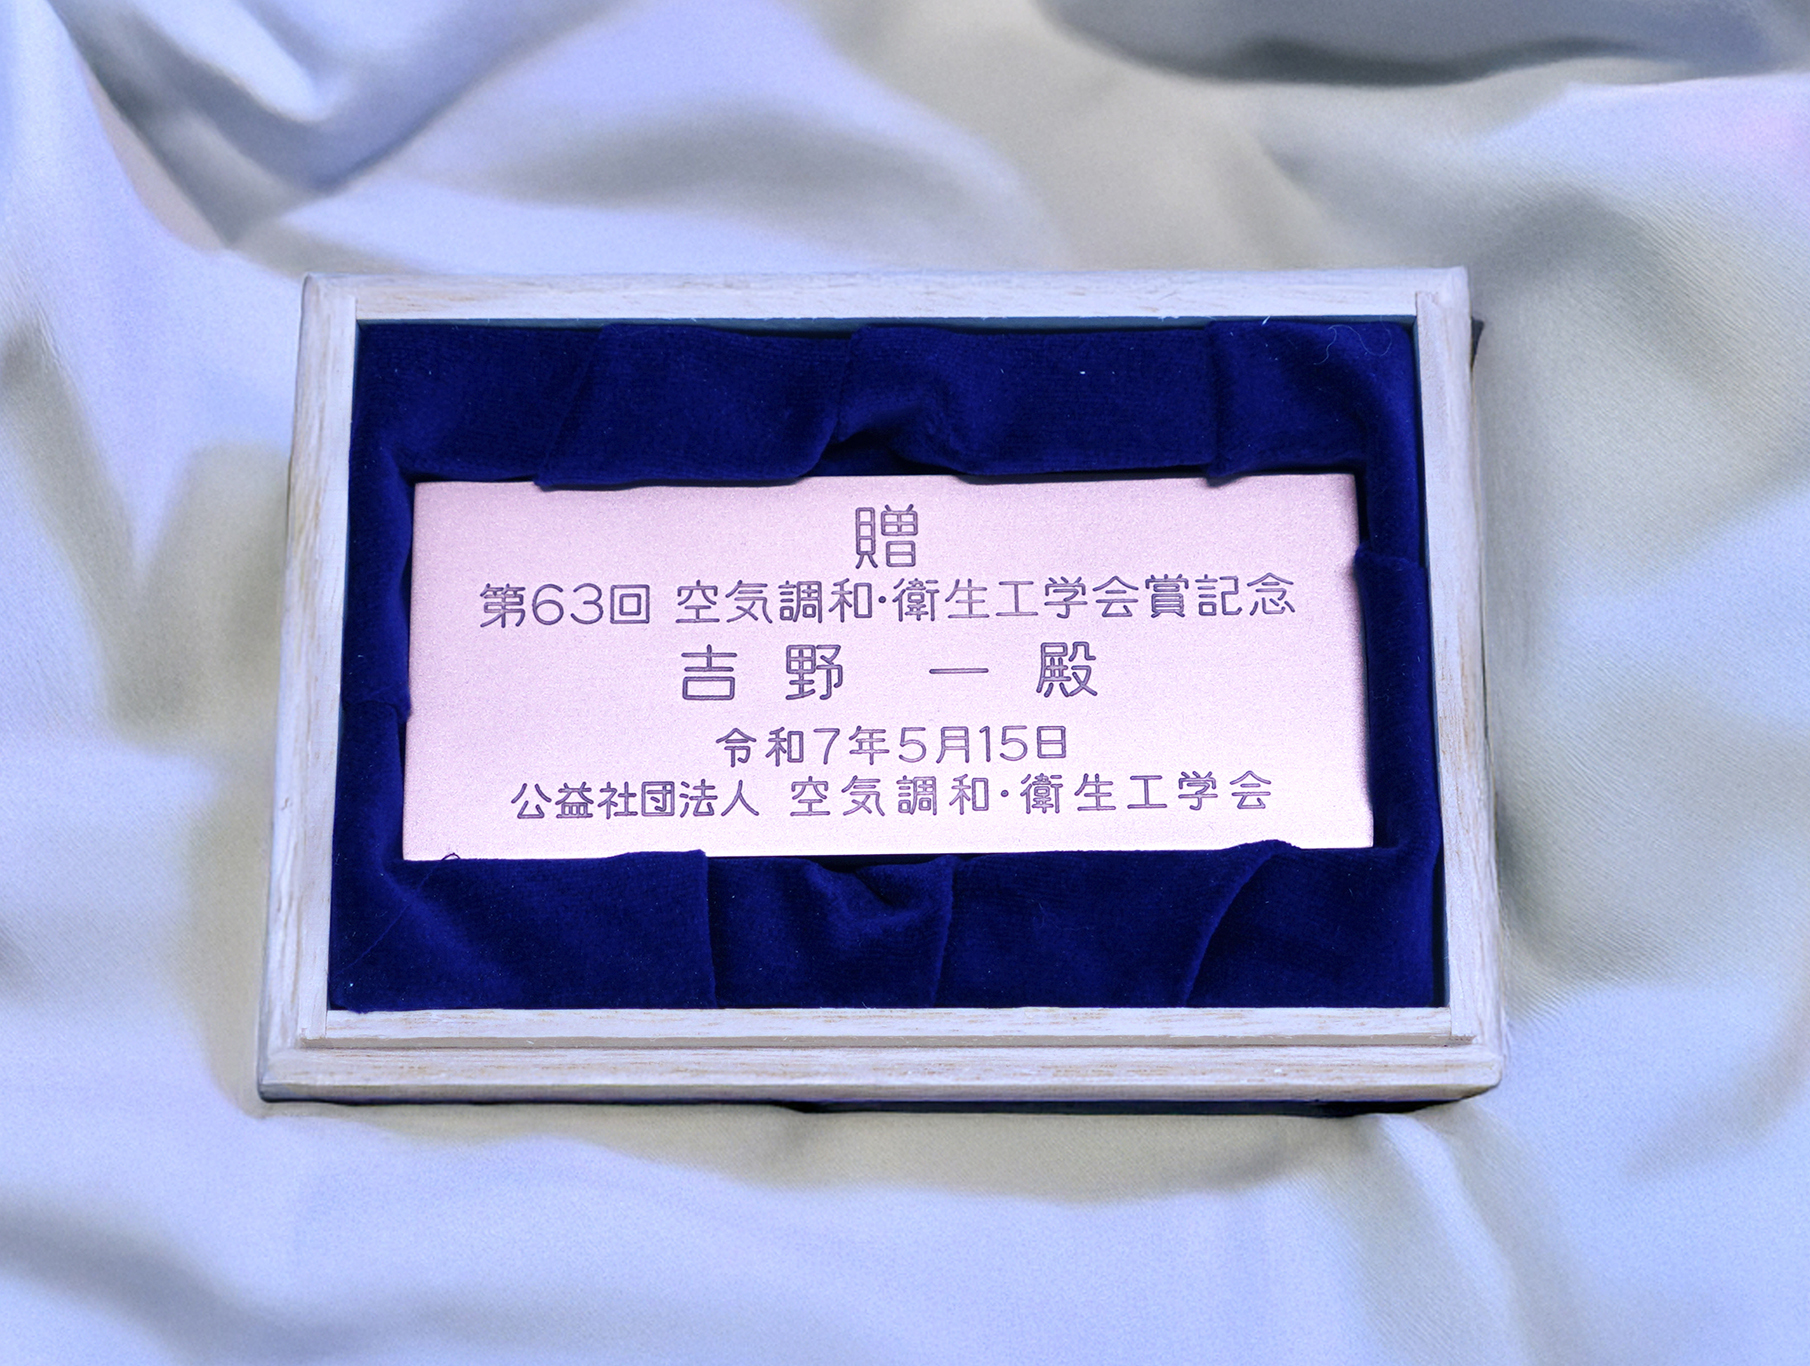 贈
第63回 空気調和・衛生工学会賞記念
吉野 一殿
令和7年5月15日
公益社団法人 空気調和・衛生工学会